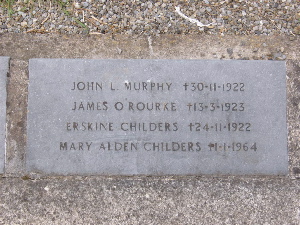 JOHN L. MURPHY †30-11-1922
JAMES O'ROURKE †13-3-1923
ERSKINE CHILDERS †24-11-1922
MARY ALDEN CHILDERS †1-1-1964